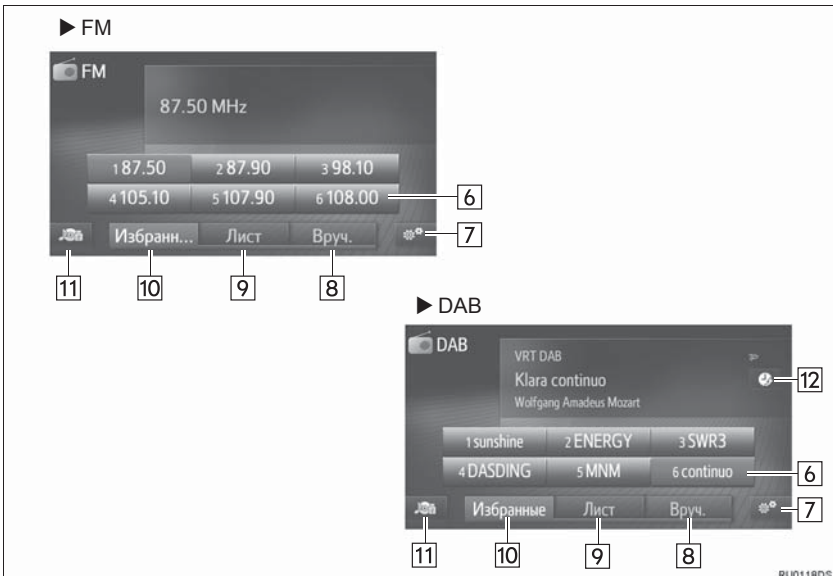 ▶ FM
FM
87.50 MHz
1 87.50 2 87.90 3 98.10
4 105.10 5 107.90 6 108.00 6
Избранн... Лист Вруч. 7
11 10 9 8
▶ DAB
DAB
VRT DAB
Klara continuo 12
Wolfgang Amadeus Mozart
1 sunshine 2 ENERGY 3 SWR3
4 DASDING 5 MNM 6 continuo 6
Избранные Лист Вруч. 7
11 10 9 8
RU0118DS